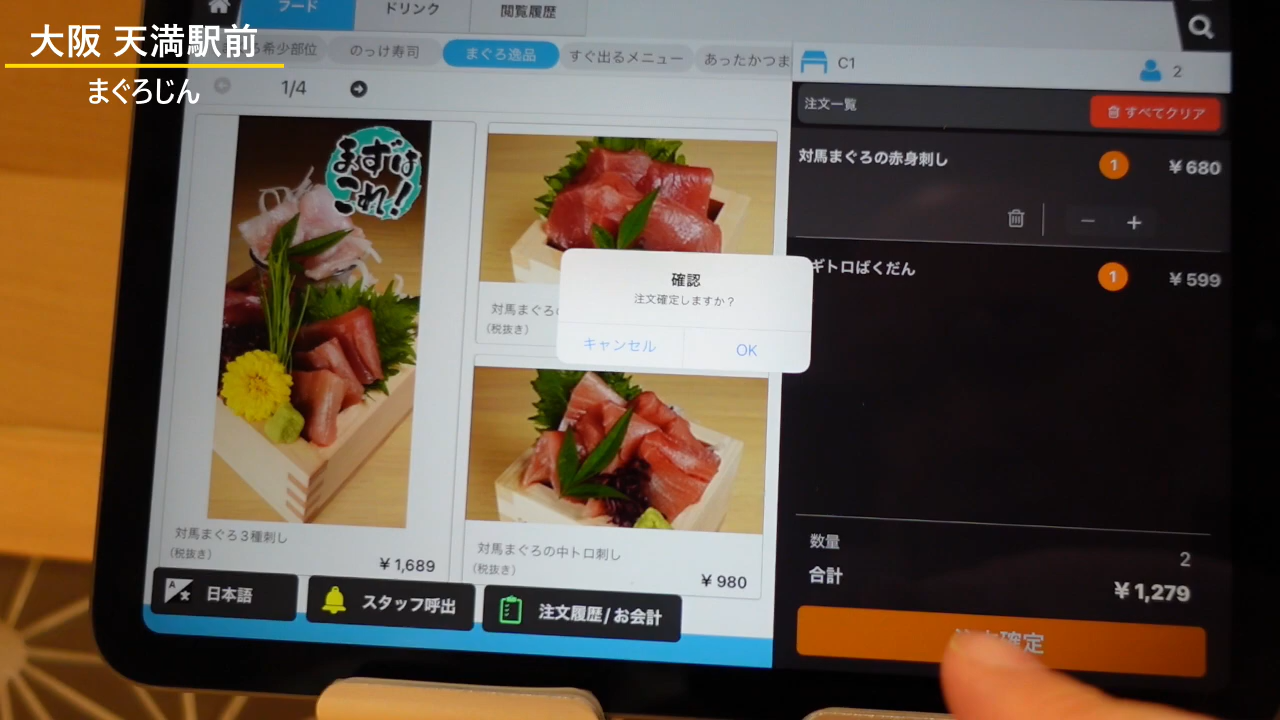 大阪 天満駅前
まぐろじん
フード
ドリンク
閲覧履歴
ろ希少部位
のっけ寿司
まぐろ逸品
すぐ出るメニュー
あったかつま
1/4
C1
2
注文一覧
すべてクリア
まずは
これ!
対馬まぐろの赤身刺し
1
¥680
ギトロばくだん
1
¥599
確認
注文確定しますか？
キャンセル
OK
対馬まぐろ
(税抜き)
対馬まぐろ3種刺し
(税抜き)
¥1,689
対馬まぐろの中トロ刺し
(税抜き)
¥980
数量
2
合計
¥1,279
日本語
スタッフ呼出
注文履歴/お会計
確定